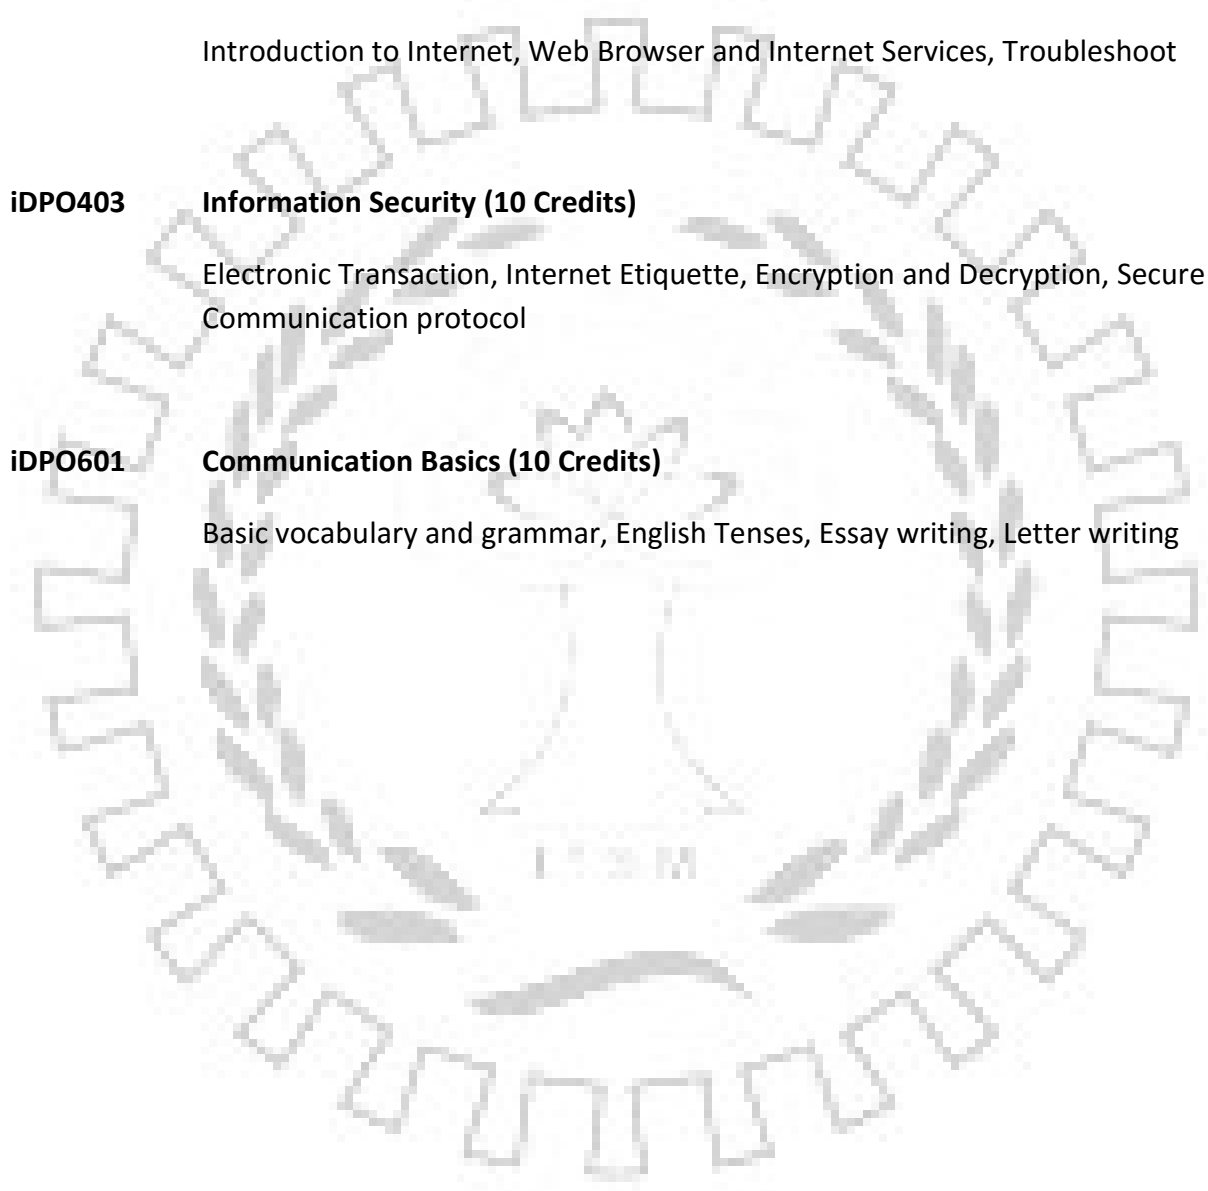 Introduction to Internet, Web Browser and Internet Services, Troubleshoot
iDPO403 Information Security (10 Credits)
Electronic Transaction, Internet Etiquette, Encryption and Decryption, Secure
Communication protocol
iDPO601 Communication Basics (10 Credits)
Basic vocabulary and grammar, English Tenses, Essay writing, Letter writing